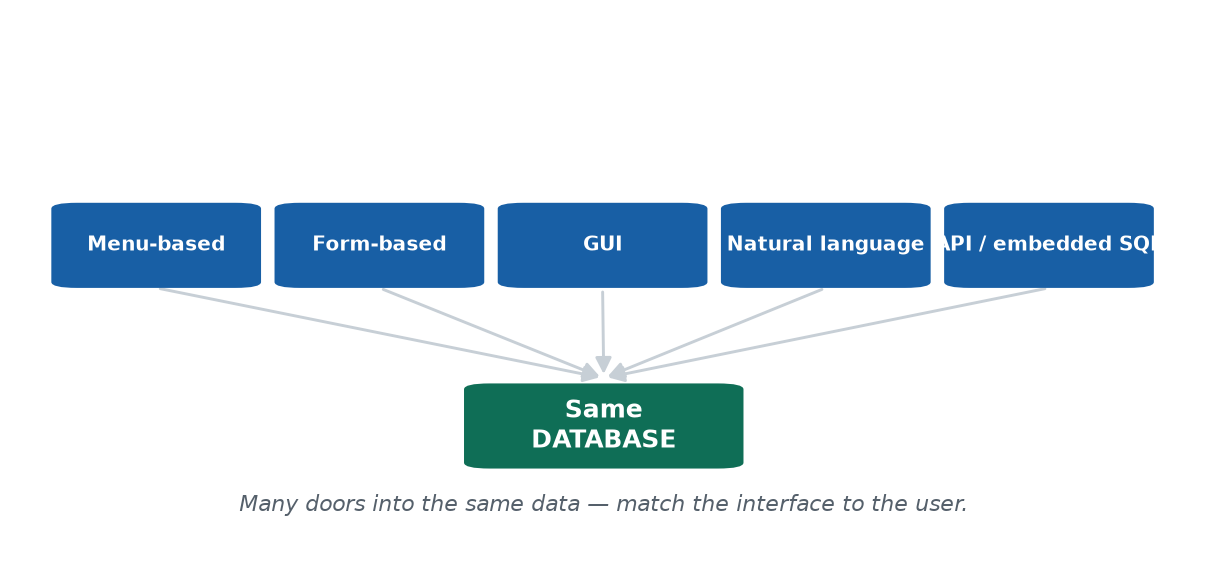 Menu-based
Form-based
GUI
Natural language
API / embedded SQL
Same
DATABASE
Many doors into the same data — match the interface to the user.